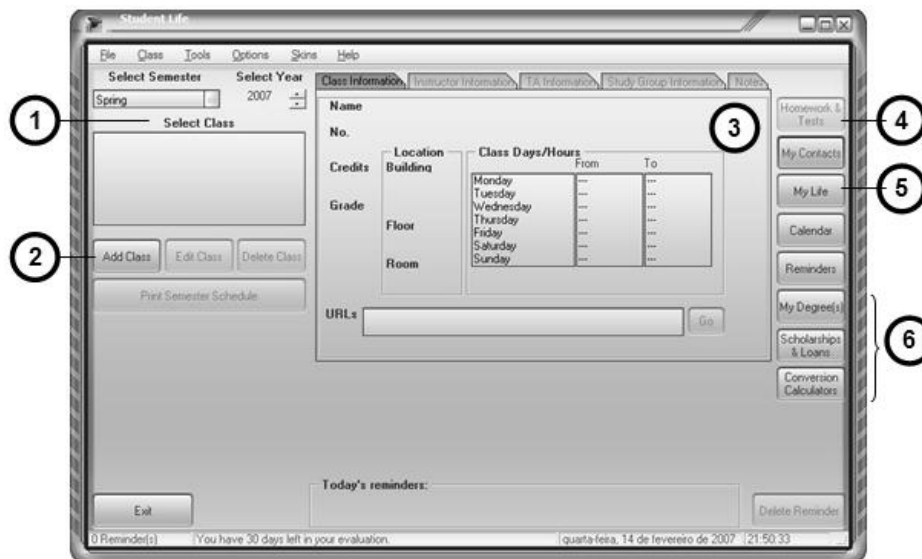 Student Life
File Class Tools Options Skins Help
Select Semester Select Year
Spring 2007
Select Class
Add Class Edit Class Delete Class
Print Semester Schedule
Exit
Class Information Instructor Information TA Information Study Group Information Notes
Name
No.
Credits
Grade
Location
Building
Floor
Room
Class Days/Hours
From To
Monday --- ---
Tuesday --- ---
Wednesday --- ---
Thursday --- ---
Friday --- ---
Saturday --- ---
Sunday --- ---
URLs Go
Homework &
Tests
My Contacts
My Life
Calendar
Reminders
My Degree(s)
Scholarships
& Loans
Conversion
Calculators
Today's reminders:
Delete Reminder
0 Reminder(s) You have 30 days left in your evaluation. quarta-feira, 14 de fevereiro de 2007 21:50:33
1
2
3
4
5
6